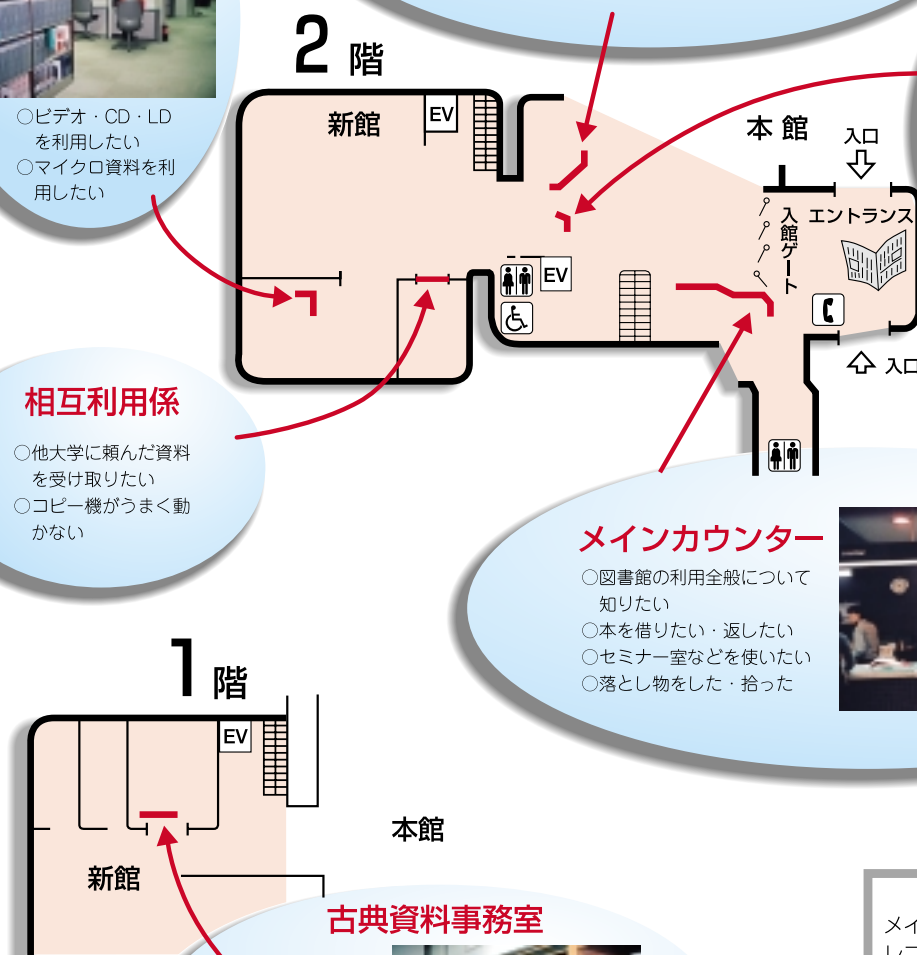 2 階
○ビデオ・CD・LD
を利用したい
○マイクロ資料を利
用したい
新館
EV
本 館
入口
入館ゲート
エントランス
EV
入口
相互利用係
○他大学に頼んだ資料
を受け取りたい
○コピー機がうまく動
かない
メインカウンター
○図書館の利用全般について
知りたい
○本を借りたい・返したい
○セミナー室などを使いたい
○落とし物をした・拾った
1 階
EV
本館
新館
古典資料事務室
メイ